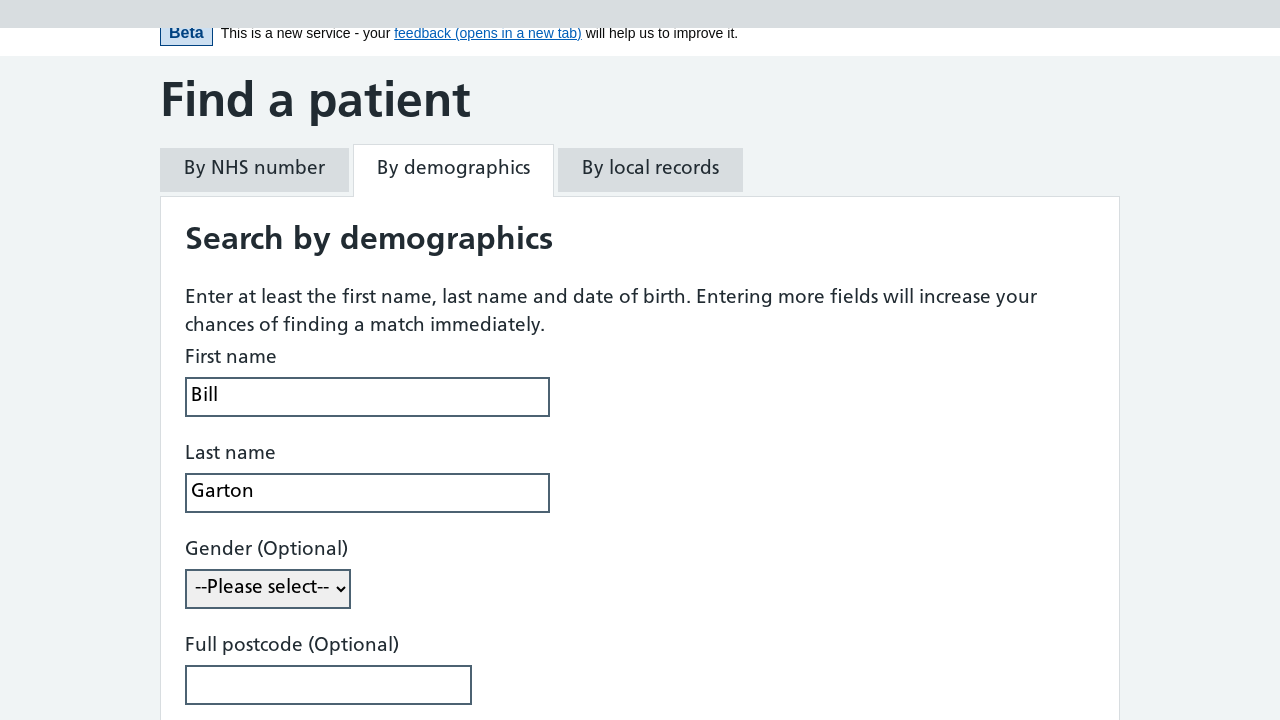 Beta This is a new service - your feedback (opens in a new tab) will help us to improve it.
Find a patient
By NHS number By demographics By local records
Search by demographics
Enter at least the first name, last name and date of birth. Entering more fields will increase your
chances of finding a match immediately.
First name
Bill
Last name
Garton
Gender (Optional)
--Please select--
Full postcode (Optional)